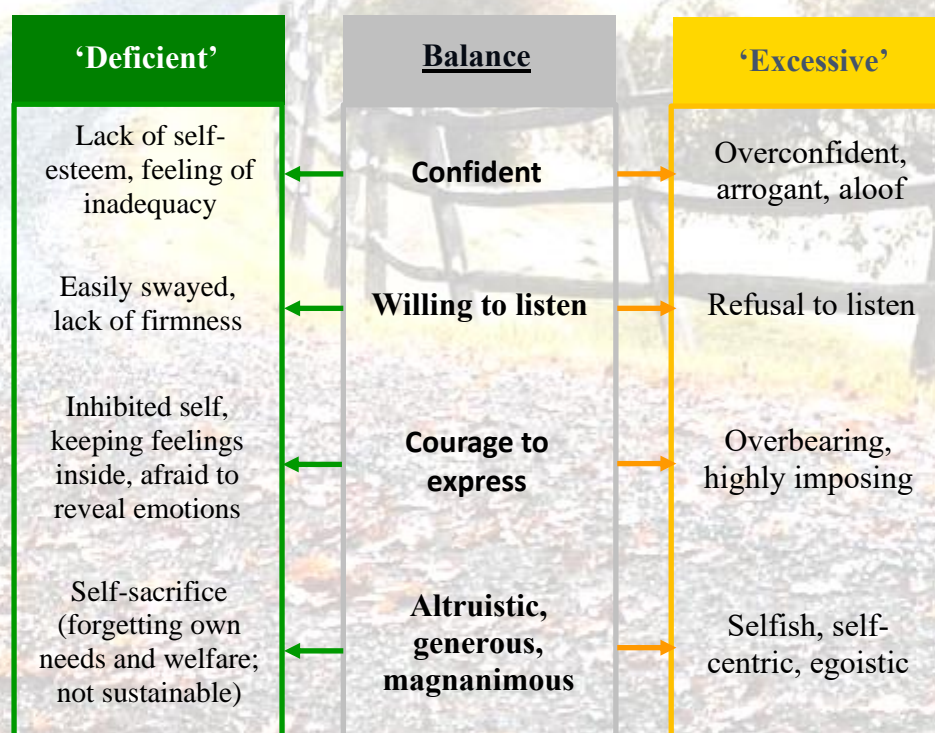 ‘Deficient’
Balance
‘Excessive’
Lack of self-
esteem, feeling of
inadequacy
Confident
Overconfident,
arrogant, aloof
Easily swayed,
lack of firmness
Willing to listen
Refusal to listen
Inhibited self,
keeping feelings
inside, afraid to
reveal emotions
Courage to
express
Overbearing,
highly imposing
Self-sacrifice
(forgetting own
needs and welfare;
not sustainable)
Altruistic,
generous,
magnanimous
Selfish, self-
centric, egoistic